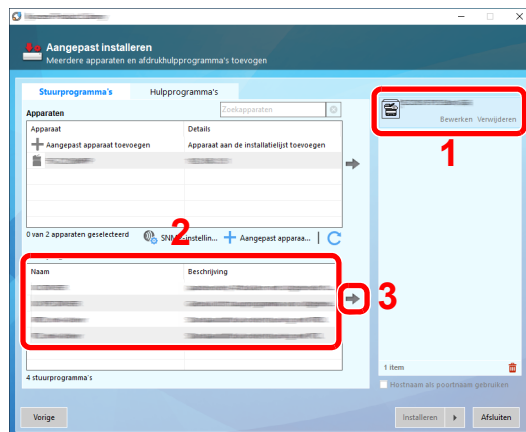 Aangepast installeren
Meerdere apparaten en afdrukhulpprogramma's toevogen
Stuurprogramma's
Hulpprogramma's
Apparaten
Zoekapparaten
Apparaat
Details
Aangepast apparaat toevoegen
Apparaat aan de installatielijst toevoegen
Bewerken Verwijderen
1
0 van 2 apparaten geselecteerd
2
-instellin...
Aangepast apparaa...
Naam
Beschrijving
3
4 stuurprogramma's
1 item
Hostnaam als poortnaam gebruiken
Vorige
Installeren
Afsluiten